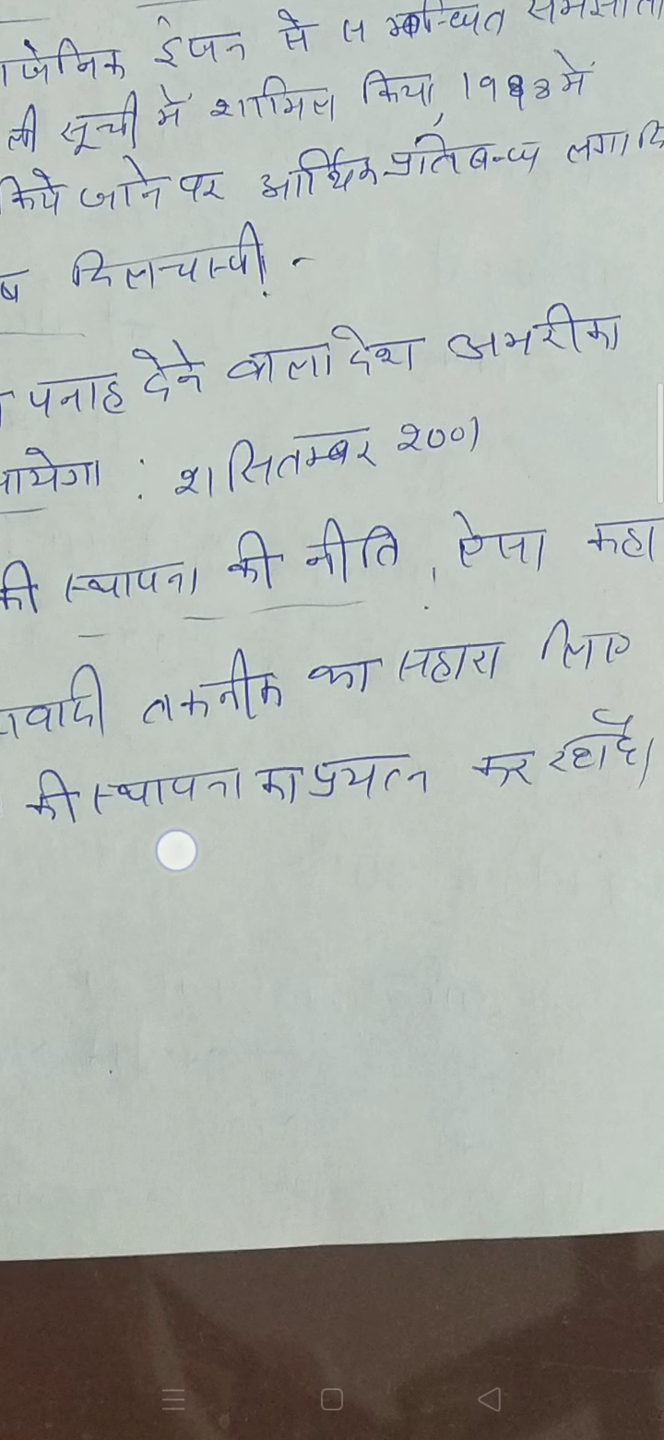 जेनिक ईंजन से सम्बन्धित समझौता
ली सूची में शामिल किया, 1998 में
किये जाने पर आर्थिक प्रतिबन्ध लगा
दिलचस्पी! -
पनाह देने वाला देश अमरीका
जायेगा : 21 सितम्बर 2001
की स्थापना की नीति, ऐसा कहा
वादी तकनीक का सहारा लिए
की स्थापना का प्रयत्न कर रहा है।